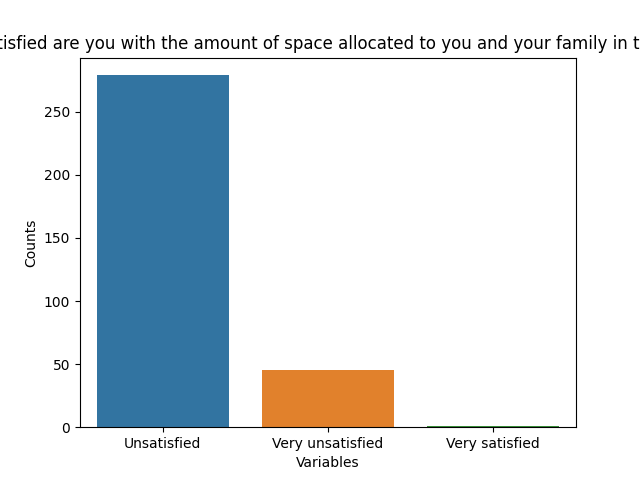 tisfied are you with the amount of space allocated to you and your family in t
250
200
150
100
50
0
Counts
Unsatisfied Very unsatisfied Very satisfied
Variables